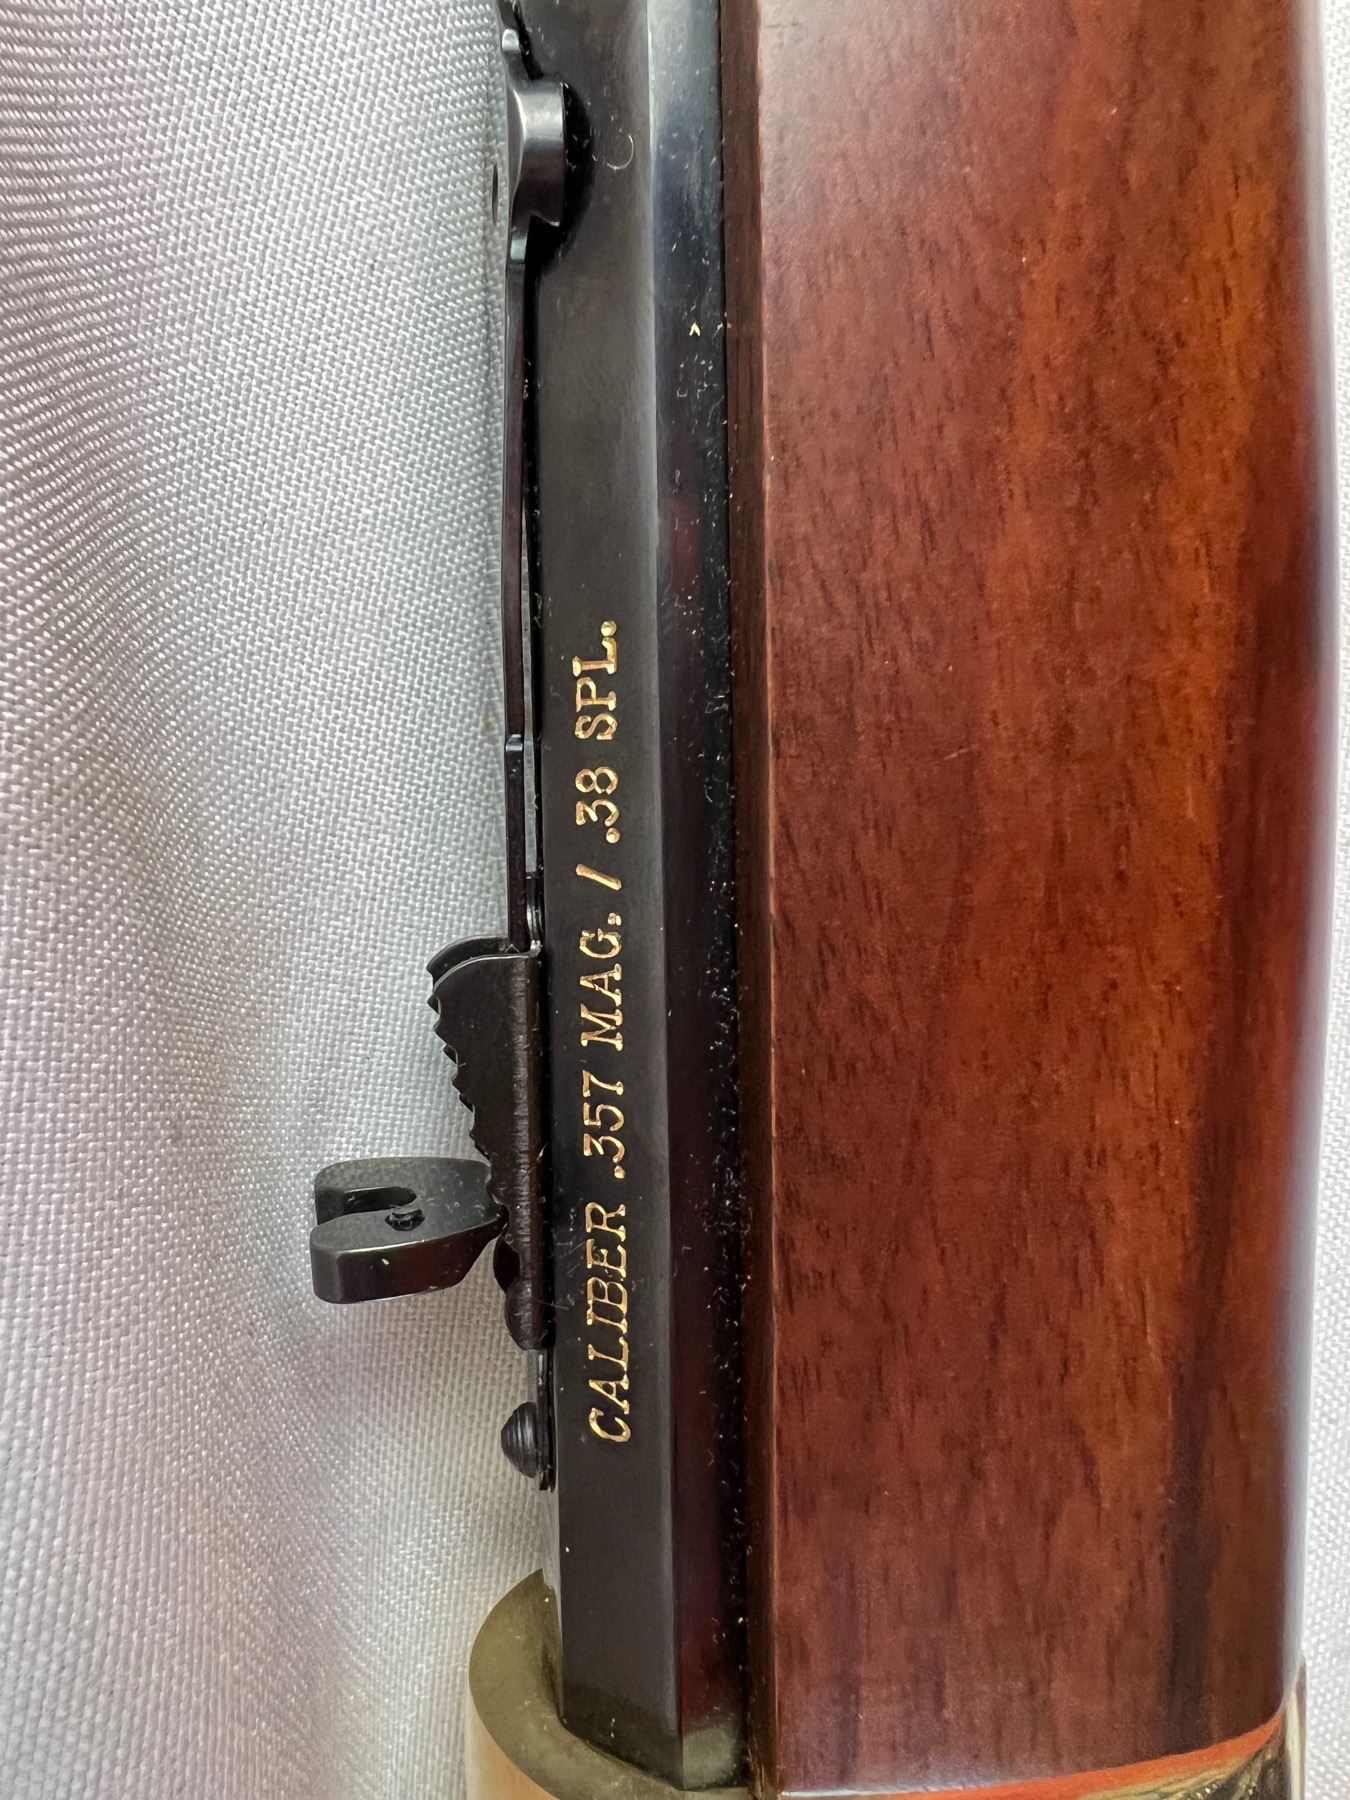 CALIBER .357 MAG. / .38 SPL.